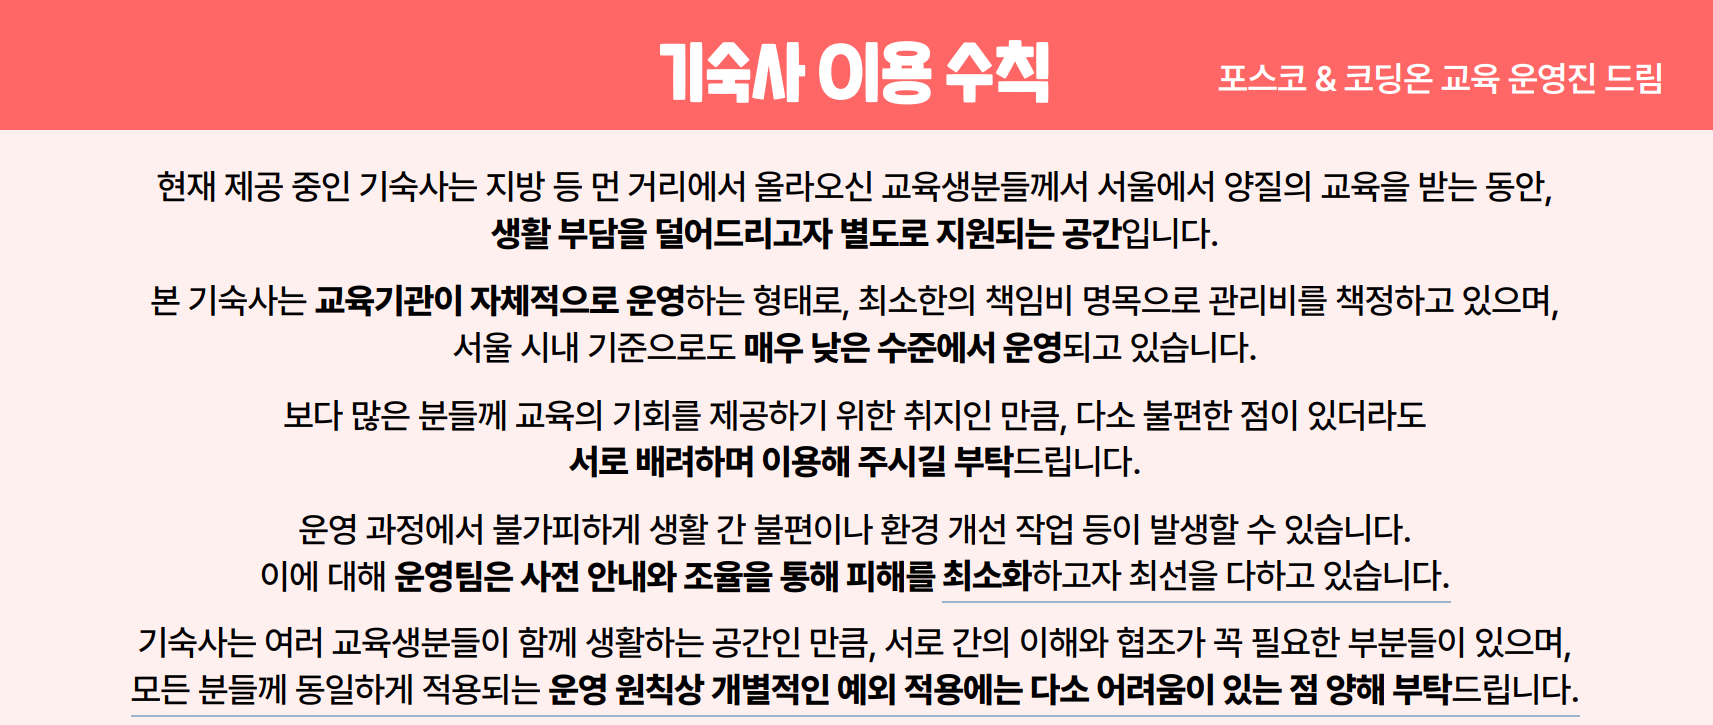 기숙사 이용 수칙
포스코 & 코딩온 교육 운영진 드림
현재 제공 중인 기숙사는 지방 등 먼 거리에서 올라오신 교육생분들께서 서울에서 양질의 교육을 받는 동안,
생활 부담을 덜어드리고자 별도로 지원되는 공간입니다.
본 기숙사는 교육기관이 자체적으로 운영하는 형태로, 최소한의 책임비 명목으로 관리비를 책정하고 있으며,
서울 시내 기준으로도 매우 낮은 수준에서 운영되고 있습니다.
보다 많은 분들께 교육의 기회를 제공하기 위한 취지인 만큼, 다소 불편한 점이 있더라도
서로 배려하며 이용해 주시길 부탁드립니다.
운영 과정에서 불가피하게 생활 간 불편이나 환경 개선 작업 등이 발생할 수 있습니다.
이에 대해 운영팀은 사전 안내와 조율을 통해 피해를 최소화하고자 최선을 다하고 있습니다.
기숙사는 여러 교육생분들이 함께 생활하는 공간인 만큼, 서로 간의 이해와 협조가 꼭 필요한 부분들이 있으며,
모든 분들께 동일하게 적용되는 운영 원칙상 개별적인 예외 적용에는 다소 어려움이 있는 점 양해 부탁드립니다.